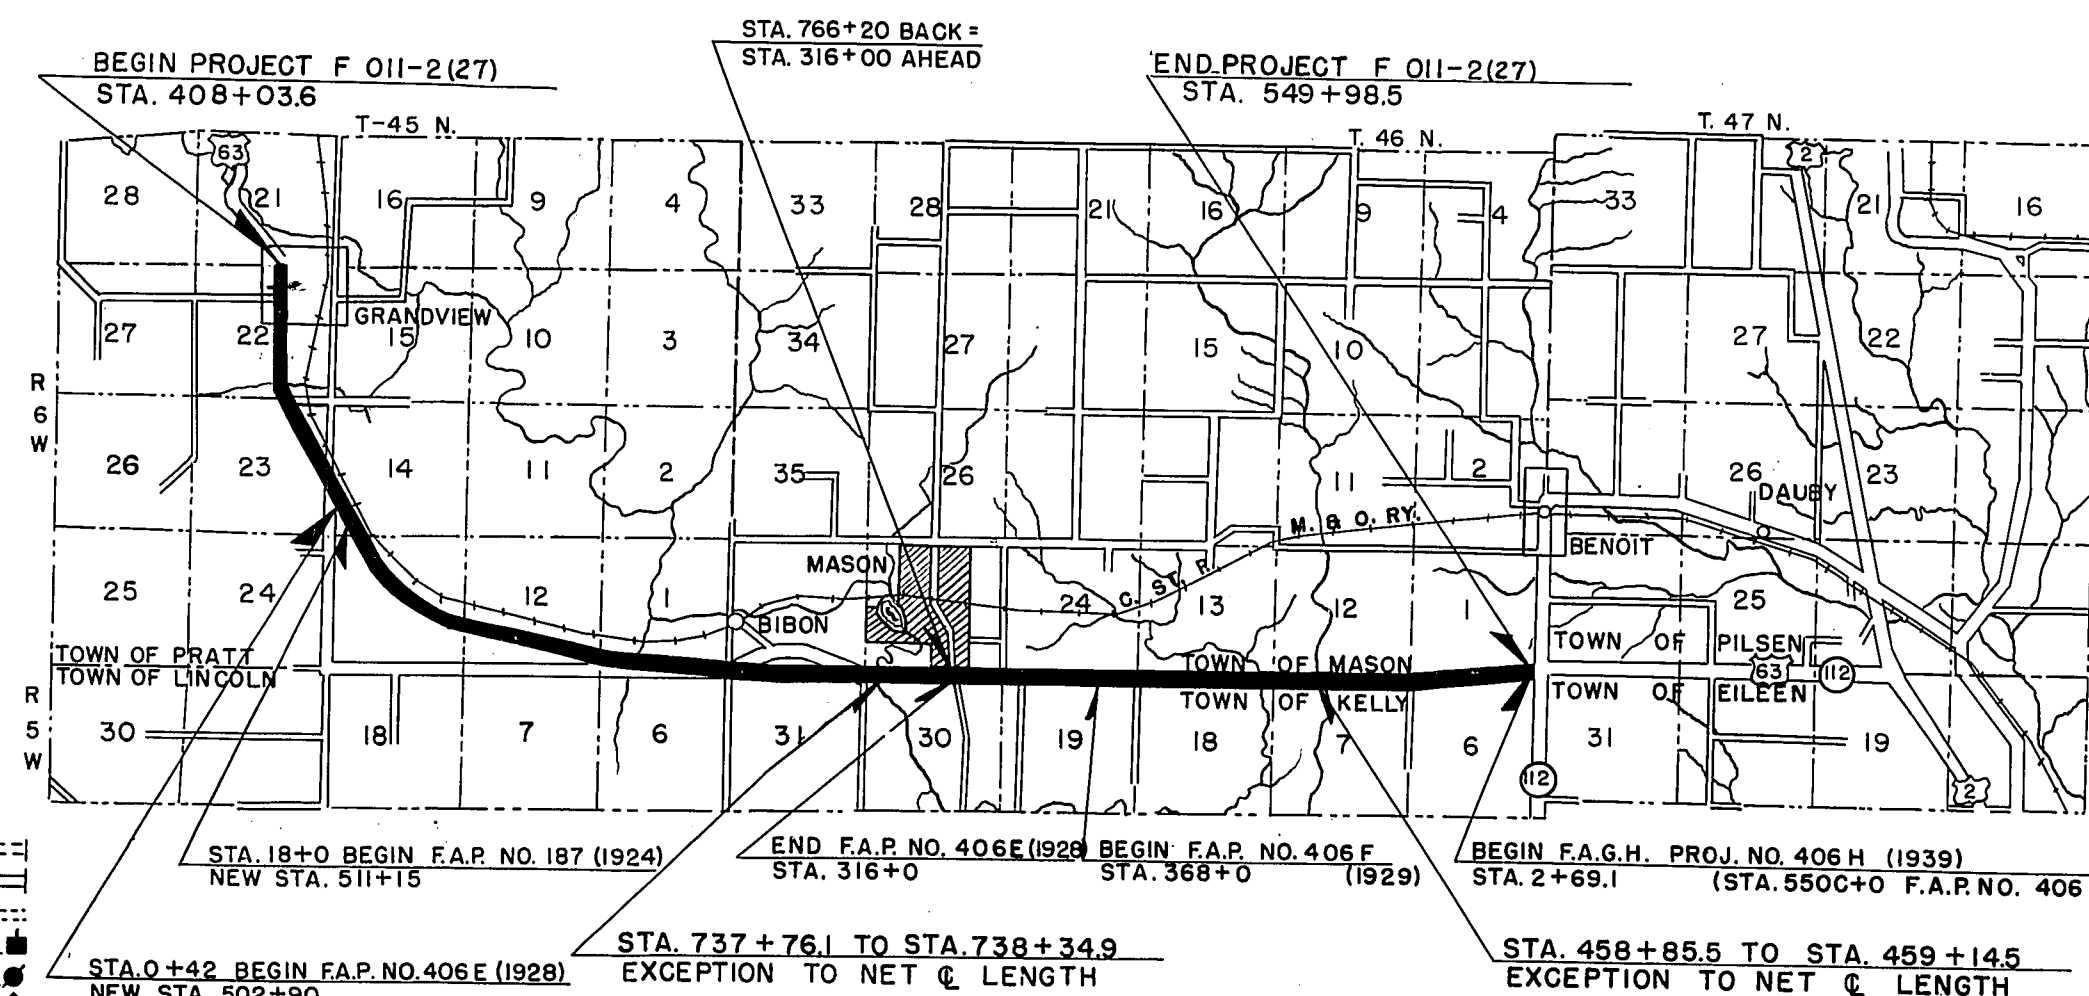 STA. 766+20 BACK =
STA. 316+00 AHEAD
BEGIN PROJECT F 011-2(27)
STA. 408+03.6
END PROJECT F 011-2(27)
STA. 549+98.5
T-45 N.
T. 46 N.
T. 47 N.
63
2
28
21
16
9
4
33
28
21
16
9
4
33
21
16
GRANDVIEW
27
22
15
10
3
34
27
15
10
27
22
R
6
W
26
23
14
11
2
35
26
11
2
26
23
DAUBY
M. & O. RY.
BENOIT
MASON
C. ST. P.
25
24
12
1
BIBON
24
13
12
1
25
TOWN OF PRATT
TOWN OF LINCOLN
TOWN OF MASON
TOWN OF KELLY
TOWN OF PILSEN
TOWN OF EILEEN
63
112
R
5
W
30
18
7
6
31
30
19
18
7
6
31
19
112
2
STA. 18+0 BEGIN F.A.P. NO. 187 (1924)
NEW STA. 511+15
END F.A.P. NO. 406E (1928)
STA. 316+0
BEGIN F.A.P. NO. 406 F
STA. 368+0 (1929)
BEGIN F.A.G.H. PROJ. NO. 406 H (1939)
STA. 2+69.1 (STA. 550C+0 F.A.P. NO. 406
STA. 737+76.1 TO STA. 738+34.9
EXCEPTION TO NET ℄ LENGTH
STA. 458+85.5 TO STA. 459+14.5
EXCEPTION TO NET ℄ LENGTH
STA. 0+42 BEGIN F.A.P. NO. 406 E (1928)
NEW STA. 502+90